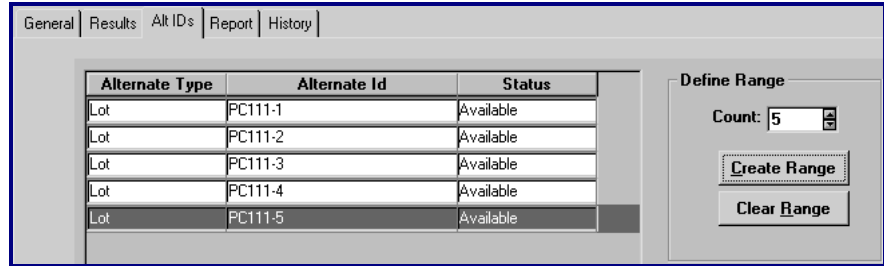 General Results Alt IDs Report History
Alternate Type Alternate Id Status
Lot PC111-1 Available
Lot PC111-2 Available
Lot PC111-3 Available
Lot PC111-4 Available
Lot PC111-5 Available
Define Range
Count: 5
Create Range
Clear Range